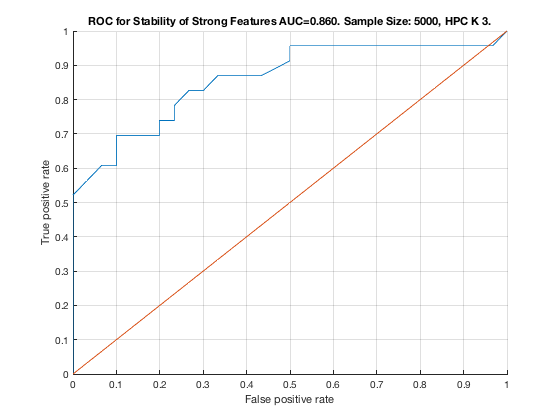 ROC for Stability of Strong Features AUC=0.860. Sample Size: 5000, HPC K 3.
1
0.9
0.8
0.7
0.6
0.5
0.4
0.3
0.2
0.1
0
True positive rate
0 0.1 0.2 0.3 0.4 0.5 0.6 0.7 0.8 0.9 1
False positive rate